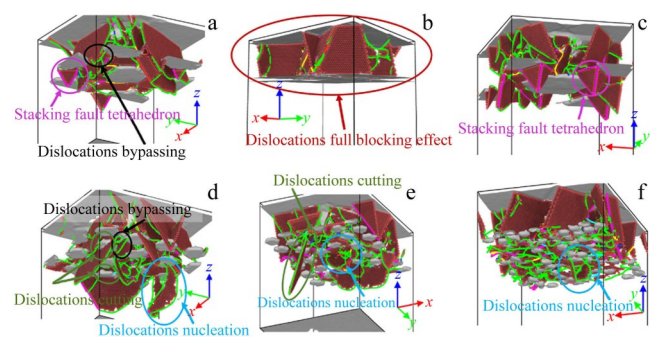 a
b
c
z
y
x
Stacking fault tetrahedron
Dislocations bypassing
z
x
y
Dislocations full blocking effect
z
x
Stacking fault tetrahedron
d
e
f
Dislocations bypassing
Dislocations cutting
z
x
Dislocations cutting
Dislocations nucleation
z
x
y
Dislocations nucleation
z
y
x
Dislocations nucleation